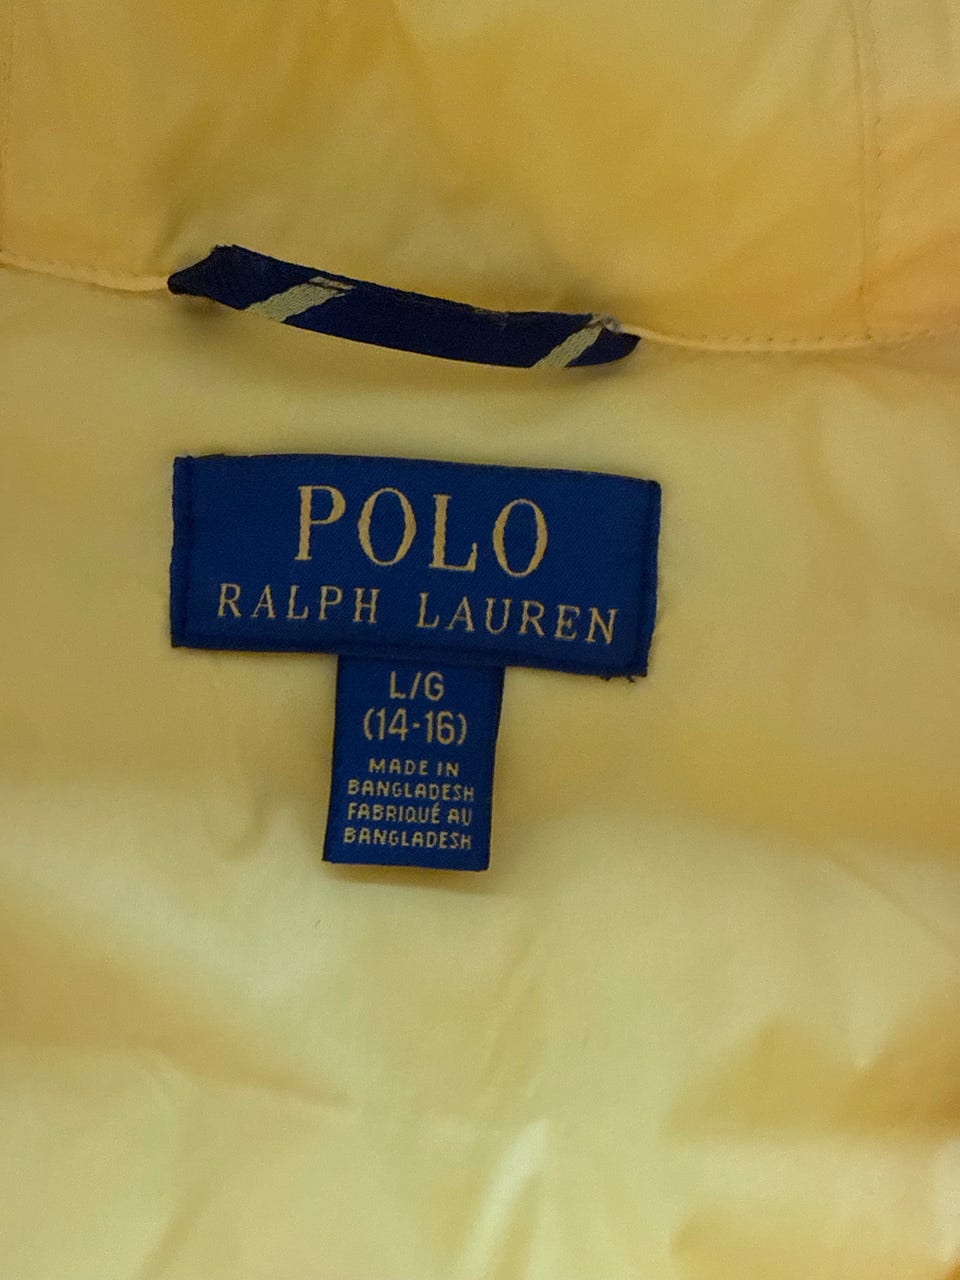 POLO
RALPH LAUREN
L/G
(14-16)
MADE IN
BANGLADESH
FABRIQUÉ AU
BANGLADESH